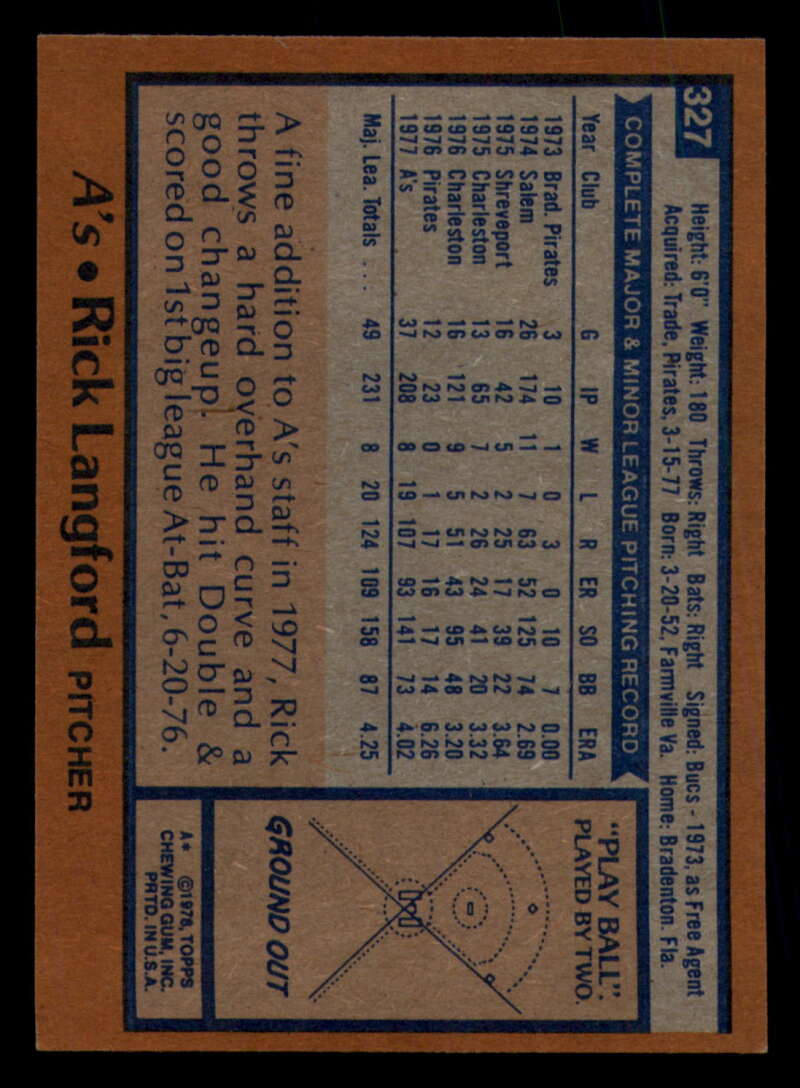 327
Height: 6'0" Weight: 180 Throws: Right Bats: Right Signed: Bucs - 1973, as Free Agent
Acquired: Trade, Pirates, 3-15-77 Born: 3-20-52, Farmville Va. Home: Bradenton. Fla.
COMPLETE MAJOR & MINOR LEAGUE PITCHING RECORD
Year Club G IP W L R ER SO BB ERA
1973 Brad. Pirates 3 10 1 0 3 0 10 7 0.00
1974 Salem 26 174 11 7 63 52 125 74 2.69
1975 Shreveport 16 42 5 2 25 17 39 22 3.64
1975 Charleston 13 65 7 2 26 24 41 20 3.32
1976 Charleston 16 121 9 5 51 43 95 48 3.20
1976 Pirates 12 23 0 1 17 16 17 14 6.26
1977 A's 37 208 8 19 107 93 141 73 4.02
Maj. Lea. Totals ... 49 231 8 20 124 109 158 87 4.25
A fine addition to A's staff in 1977, Rick
throws a hard overhand curve and a
good changeup. He hit Double &
scored on 1st big league At-Bat, 6-20-76.
"PLAY BALL".
PLAYED BY TWO.
GROUND OUT
A* ©1978, TOPPS
CHEWING GUM, INC.
PRTD. IN U.S.A.
A's • Rick Langford PITCHER